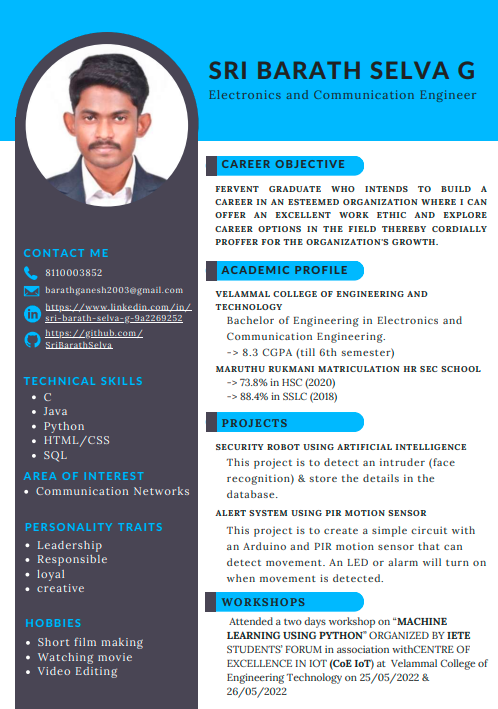 SRI BARATH SELVA G
Electronics and Communication Engineer
CONTACT ME
8110003852
barathganesh2003@gmail.com
https://www.linkedin.com/in/
sri-barath-selva-g-9a2269252
https://github.com/
SriBarathSelva
TECHNICAL SKILLS
• C
• Java
• Python
• HTML/CSS
• SQL
AREA OF INTEREST
• Communication Networks
PERSONALITY TRAITS
• Leadership
• Responsible
• loyal
• creative
HOBBIES
• Short film making
• Watching movie
• Video Editing
CAREER OBJECTIVE
FERVENT GRADUATE WHO INTENDS TO BUILD A
CAREER IN AN ESTEEMED ORGANIZATION WHERE I CAN
OFFER AN EXCELLENT WORK ETHIC AND EXPLORE
CAREER OPTIONS IN THE FIELD THEREBY CORDIALLY
PROFFER FOR THE ORGANIZATION'S GROWTH.
ACADEMIC PROFILE
VELAMMAL COLLEGE OF ENGINEERING AND
TECHNOLOGY
Bachelor of Engineering in Electronics and
Communication Engineering.
-> 8.3 CGPA (till 6th semester)
MARUTHU RUKMANI MATRICULATION HR SEC SCHOOL
-> 73.8% in HSC (2020)
-> 88.4% in SSLC (2018)
PROJECTS
SECURITY ROBOT USING ARTIFICIAL INTELLIGENCE
This project is to detect an intruder (face
recognition) & store the details in the
database.
ALERT SYSTEM USING PIR MOTION SENSOR
This project is to create a simple circuit with
an Arduino and PIR motion sensor that can
detect movement. An LED or alarm will turn on
when movement is detected.
WORKSHOPS
Attended a two days workshop on “MACHINE
LEARNING USING PYTHON” ORGANIZED BY IETE
STUDENTS' FORUM in association withCENTRE OF
EXCELLENCE IN IOT (CoE IoT) at Velammal College of
Engineering Technology on 25/05/2022 &
26/05/2022